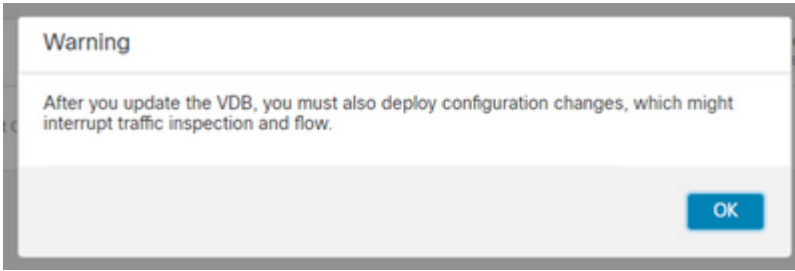 Warning
After you update the VDB, you must also deploy configuration changes, which might
interrupt traffic inspection and flow.
OK